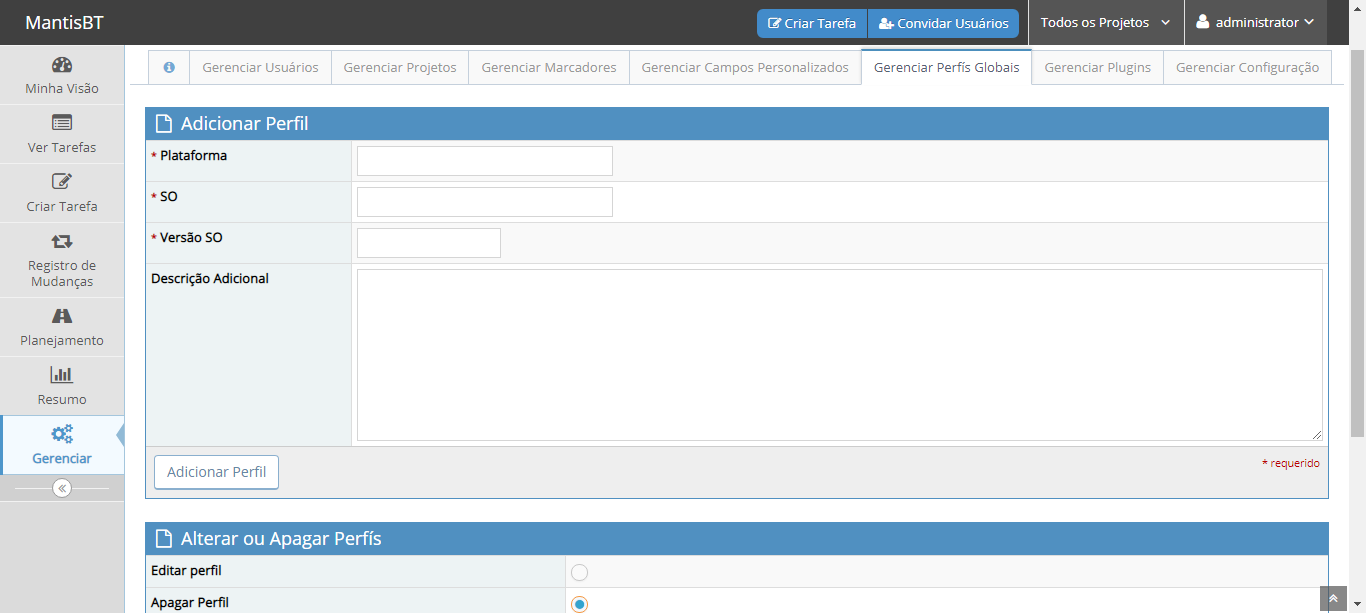 MantisBT
Criar Tarefa
Convidar Usuários
Todos os Projetos
administrator
Minha Visão
Ver Tarefas
Criar Tarefa
Registro de
Mudanças
Planejamento
Resumo
Gerenciar
Gerenciar Usuários
Gerenciar Projetos
Gerenciar Marcadores
Gerenciar Campos Personalizados
Gerenciar Perfís Globais
Gerenciar Plugins
Gerenciar Configuração
Adicionar Perfil
* Plataforma
* SO
* Versão SO
Descrição Adicional
Adicionar Perfil
* requerido
Alterar ou Apagar Perfís
Editar perfil
Apagar Perfil